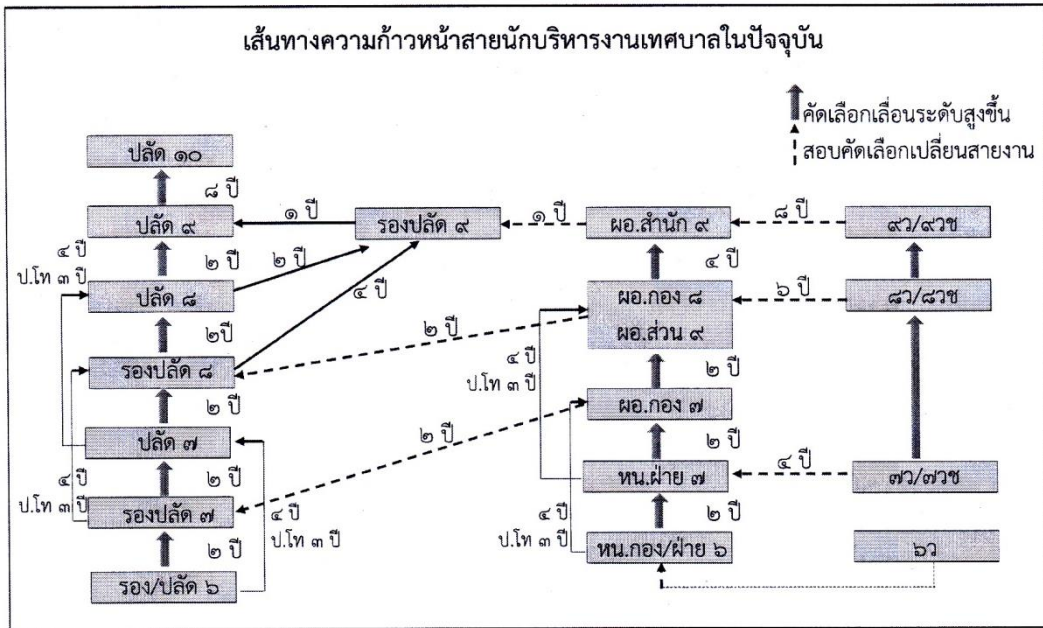 เส้นทางความก้าวหน้าสายนักบริหารงานเทศบาลในปัจจุบัน
คัดเลือกเลื่อนระดับสูงขึ้น
สอบคัดเลือกเปลี่ยนสายงาน
ปลัด ๑๐
๘ ปี
ปลัด ๙
๑ ปี
รองปลัด ๙
๑ ปี
ผอ.สำนัก ๙
๘ ปี
๙ว/๙วช
๔ ปี
ป.โท ๓ ปี
๒ ปี
๒ ปี
๔ ปี
๔ ปี
ปลัด ๘
ผอ.กอง ๘
ผอ.ส่วน ๙
๖ ปี
๘ว/๘วช
๒ปี
๒ ปี
รองปลัด ๘
๔ ปี
ป.โท ๓ ปี
๒ ปี
๒ ปี
ผอ.กอง ๗
ปลัด ๗
๒ ปี
๒ ปี
๔ ปี
ป.โท ๓ ปี
๒ ปี
หน.ฝ่าย ๗
๔ ปี
๗ว/๗วช
รองปลัด ๗
๔ ปี
ป.โท ๓ ปี
๒ ปี
๔ ปี
ป.โท ๓ ปี
๒ ปี
หน.กอง/ฝ่าย ๖
๖ว
รอง/ปลัด ๖